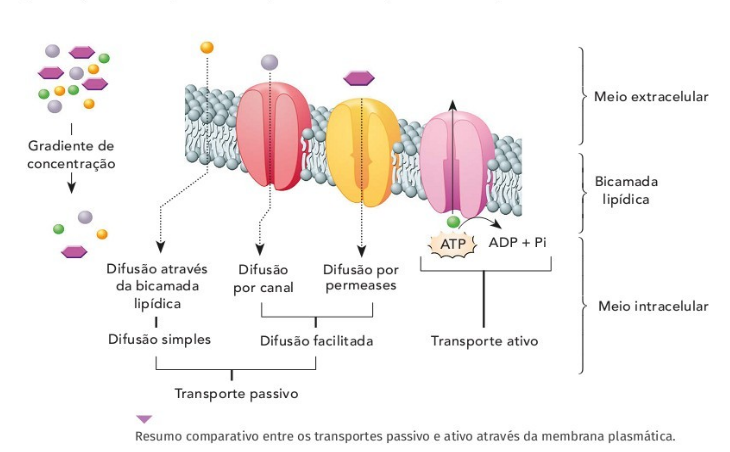 Gradiente de
concentração
Meio extracelular
Bicamada
lipídica
ATP
ADP + Pi
Difusão através
da bicamada
lipídica
Difusão
por canal
Difusão por
permeases
Meio intracelular
Difusão simples
Difusão facilitada
Transporte ativo
Transporte passivo
Resumo comparativo entre os transportes passivo e ativo através da membrana plasmática.